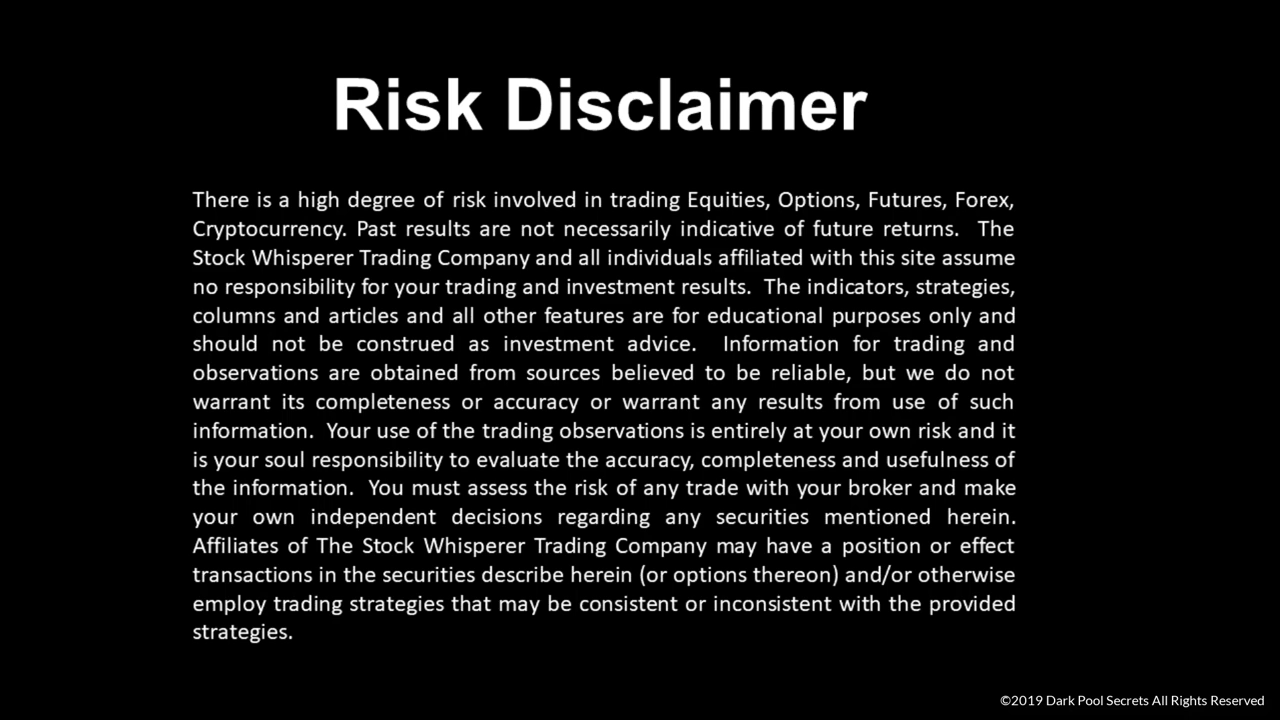 Risk Disclaimer
There is a high degree of risk involved in trading Equities, Options, Futures, Forex,
Cryptocurrency. Past results are not necessarily indicative of future returns.  The
Stock Whisperer Trading Company and all individuals affiliated with this site assume
no responsibility for your trading and investment results.  The indicators, strategies,
columns and articles and all other features are for educational purposes only and
should not be construed as investment advice.  Information for trading and
observations are obtained from sources believed to be reliable, but we do not
warrant its completeness or accuracy or warrant any results from use of such
information.  Your use of the trading observations is entirely at your own risk and it
is your soul responsibility to evaluate the accuracy, completeness and usefulness of
the information.  You must assess the risk of any trade with your broker and make
your own independent decisions regarding any securities mentioned herein.
Affiliates of The Stock Whisperer Trading Company may have a position or effect
transactions in the securities describe herein (or options thereon) and/or otherwise
employ trading strategies that may be consistent or inconsistent with the provided
strategies.
©2019 Dark Pool Secrets All Rights Reserved